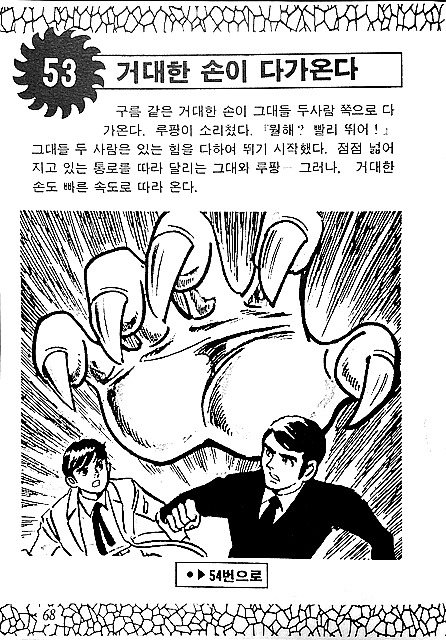 53 거대한 손이 다가온다
구름 같은 거대한 손이 그대들 두사람 쪽으로 다
가온다. 루팡이 소리쳤다. 『뭘해? 빨리 뛰어!』
그대들 두 사람은 있는 힘을 다하여 뛰기 시작했다. 점점 넓어
지고 있는 통로를 따라 달리는 그대와 루팡— 그러나, 거대한
손도 빠른 속도로 따라 온다.
●▶54번으로
68